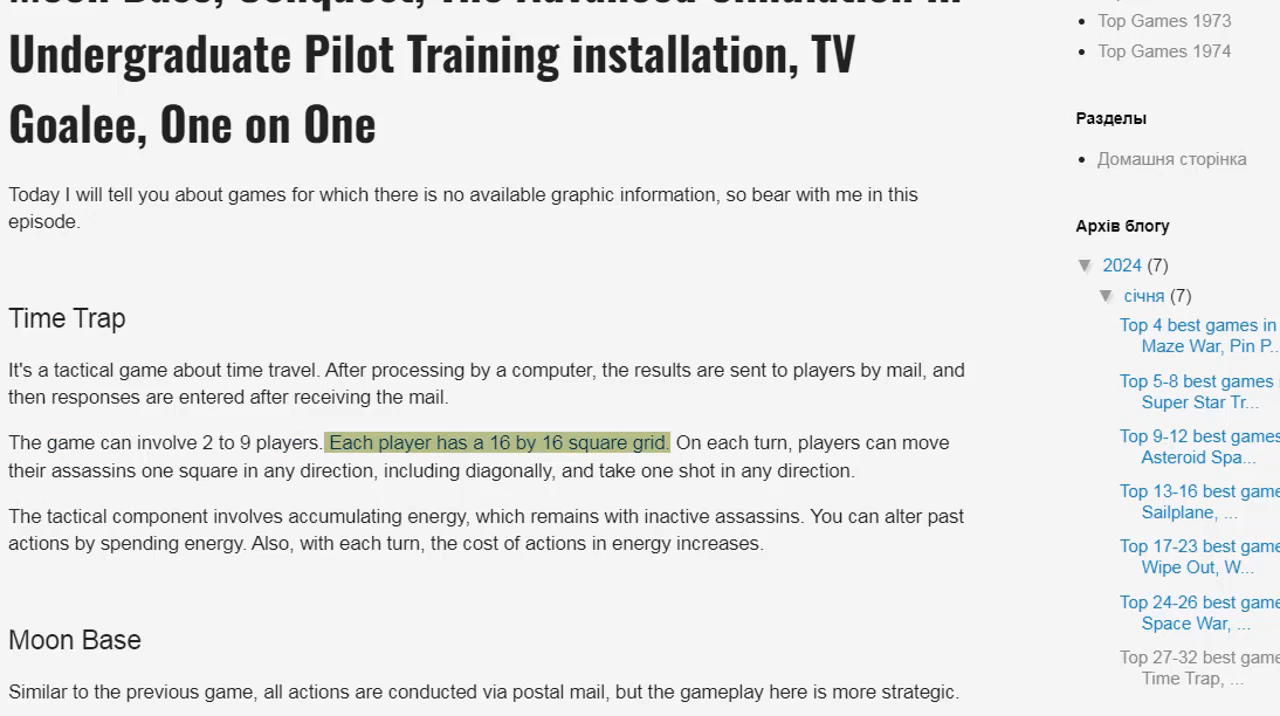 Moon Base, Conquest, The Advanced Simulation in
Undergraduate Pilot Training installation, TV
Goalee, One on One
Today I will tell you about games for which there is no available graphic information, so bear with me in this
episode.
Time Trap
It's a tactical game about time travel. After processing by a computer, the results are sent to players by mail, and
then responses are entered after receiving the mail.
The game can involve 2 to 9 players. Each player has a 16 by 16 square grid. On each turn, players can move
their assassins one square in any direction, including diagonally, and take one shot in any direction.
The tactical component involves accumulating energy, which remains with inactive assassins. You can alter past
actions by spending energy. Also, with each turn, the cost of actions in energy increases.
Moon Base
Similar to the previous game, all actions are conducted via postal mail, but the gameplay here is more strategic.
Top Games 1973
Top Games 1974
Разделы
Домашня сторінка
Архів блогу
▼ 2024 (7)
▼ січня (7)
Top 4 best games in
Maze War, Pin P...
Top 5-8 best games
Super Star Tr...
Top 9-12 best games
Asteroid Spa...
Top 13-16 best game
Sailplane, ...
Top 17-23 best game
Wipe Out, W...
Top 24-26 best game
Space War, ...
Top 27-32 best game
Time Trap, ...